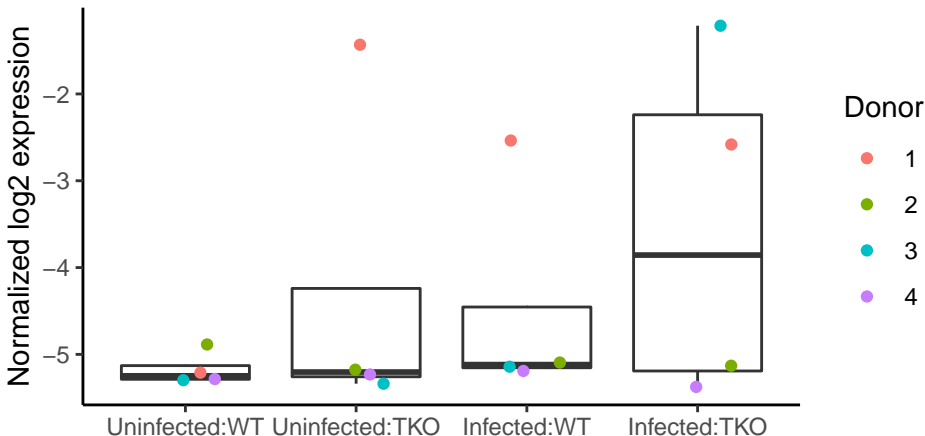 Normalized log2 expression
−2
−3
−4
−5
Uninfected:WT
Uninfected:TKO
Infected:WT
Infected:TKO
Donor
1
2
3
4